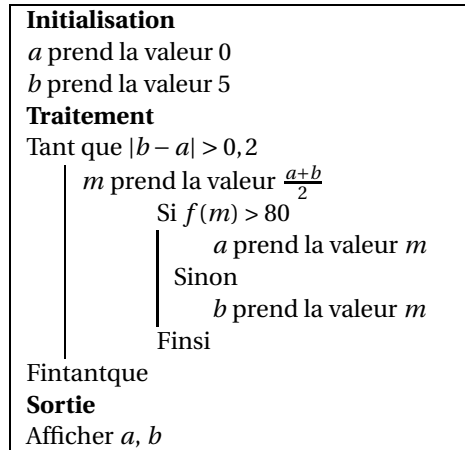 Initialisation
a prend la valeur 0
b prend la valeur 5
Traitement
Tant que |b − a| > 0,2
m prend la valeur \frac{a+b}{2}
Si f(m) > 80
a prend la valeur m
Sinon
b prend la valeur m
Finsi
Fintantque
Sortie
Afficher a, b